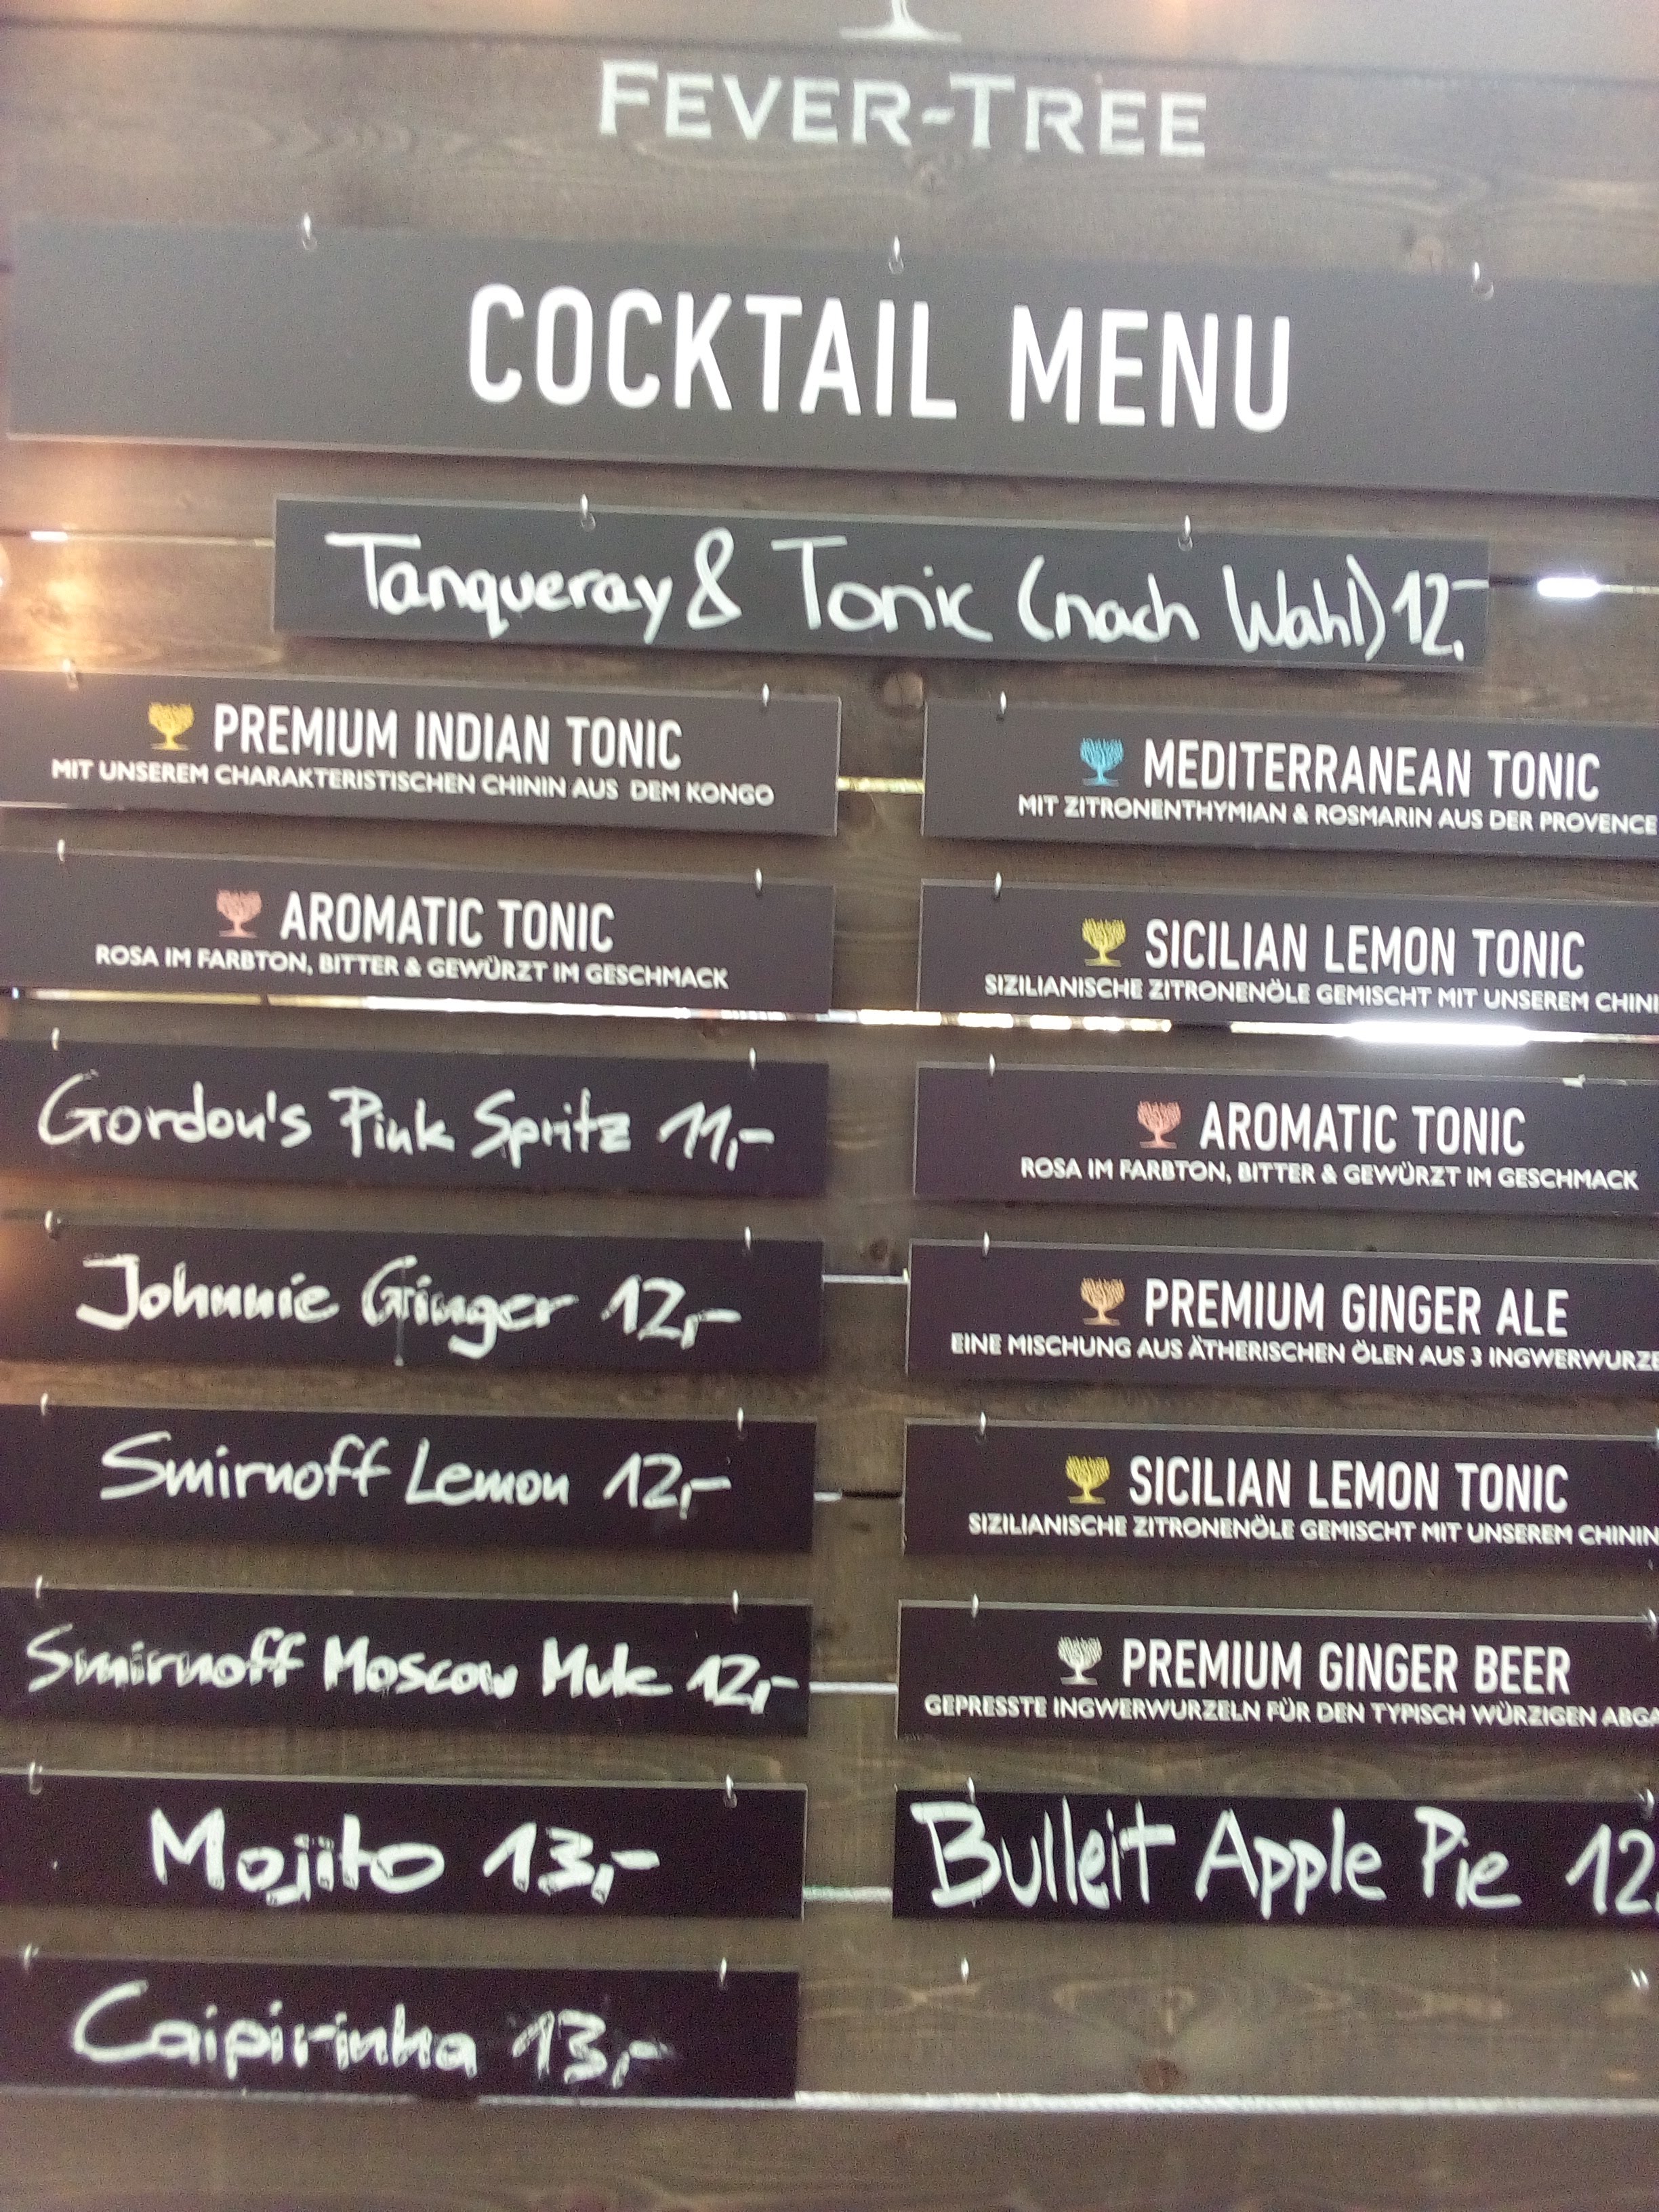 FEVER-TREE
COCKTAIL MENU
Tanqueray & Tonic (nach Wahl) 12,-
PREMIUM INDIAN TONIC
MIT UNSEREM CHARAKTERISTISCHEN CHININ AUS DEM KONGO
MEDITERRANEAN TONIC
MIT ZITRONENTHYMIAN & ROSMARIN AUS DER PROVENCE
AROMATIC TONIC
ROSA IM FARBTON, BITTER & GEWÜRZT IM GESCHMACK
SICILIAN LEMON TONIC
SIZILIANISCHE ZITRONENÖLE GEMISCHT MIT UNSEREM CHINI
Gordon's Pink Spritz 11,-
AROMATIC TONIC
ROSA IM FARBTON, BITTER & GEWÜRZT IM GESCHMACK
Johnnie Ginger 12,-
PREMIUM GINGER ALE
EINE MISCHUNG AUS ÄTHERISCHEN ÖLEN AUS 3 INGWERWURZE
Smirnoff Lemon 12,-
SICILIAN LEMON TONIC
SIZILIANISCHE ZITRONENÖLE GEMISCHT MIT UNSEREM CHININ
Smirnoff Moscow Mule 12,-
PREMIUM GINGER BEER
GEPRESSTE INGWERWURZELN FÜR DEN TYPISCH WÜRZIGEN ABGA
Mojito 13,-
Bulleit Apple Pie 12,
Caipirinha 13,-